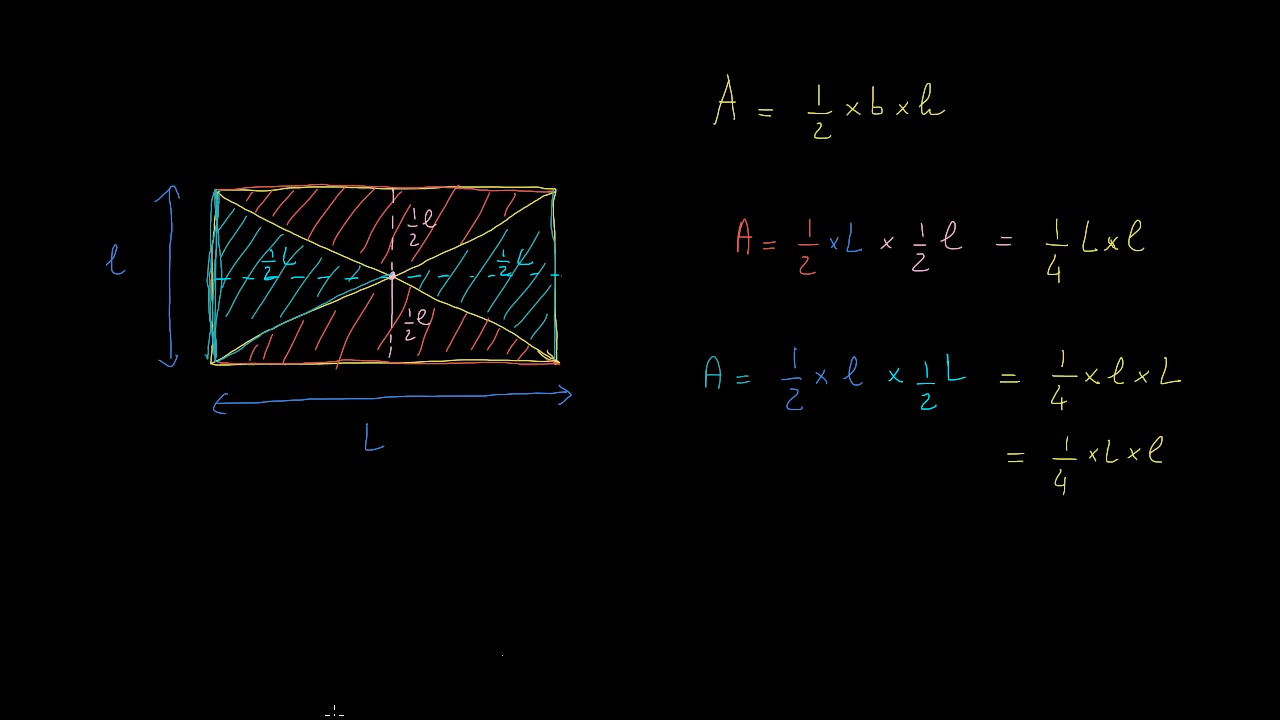 A = 1/2 × b × h
1/2 l
l
1/2 L
1/2 L
1/2 l
L
A = 1/2 × L × 1/2 l = 1/4 L × l
A = 1/2 × l × 1/2 L = 1/4 × l × L
= 1/4 × L × l